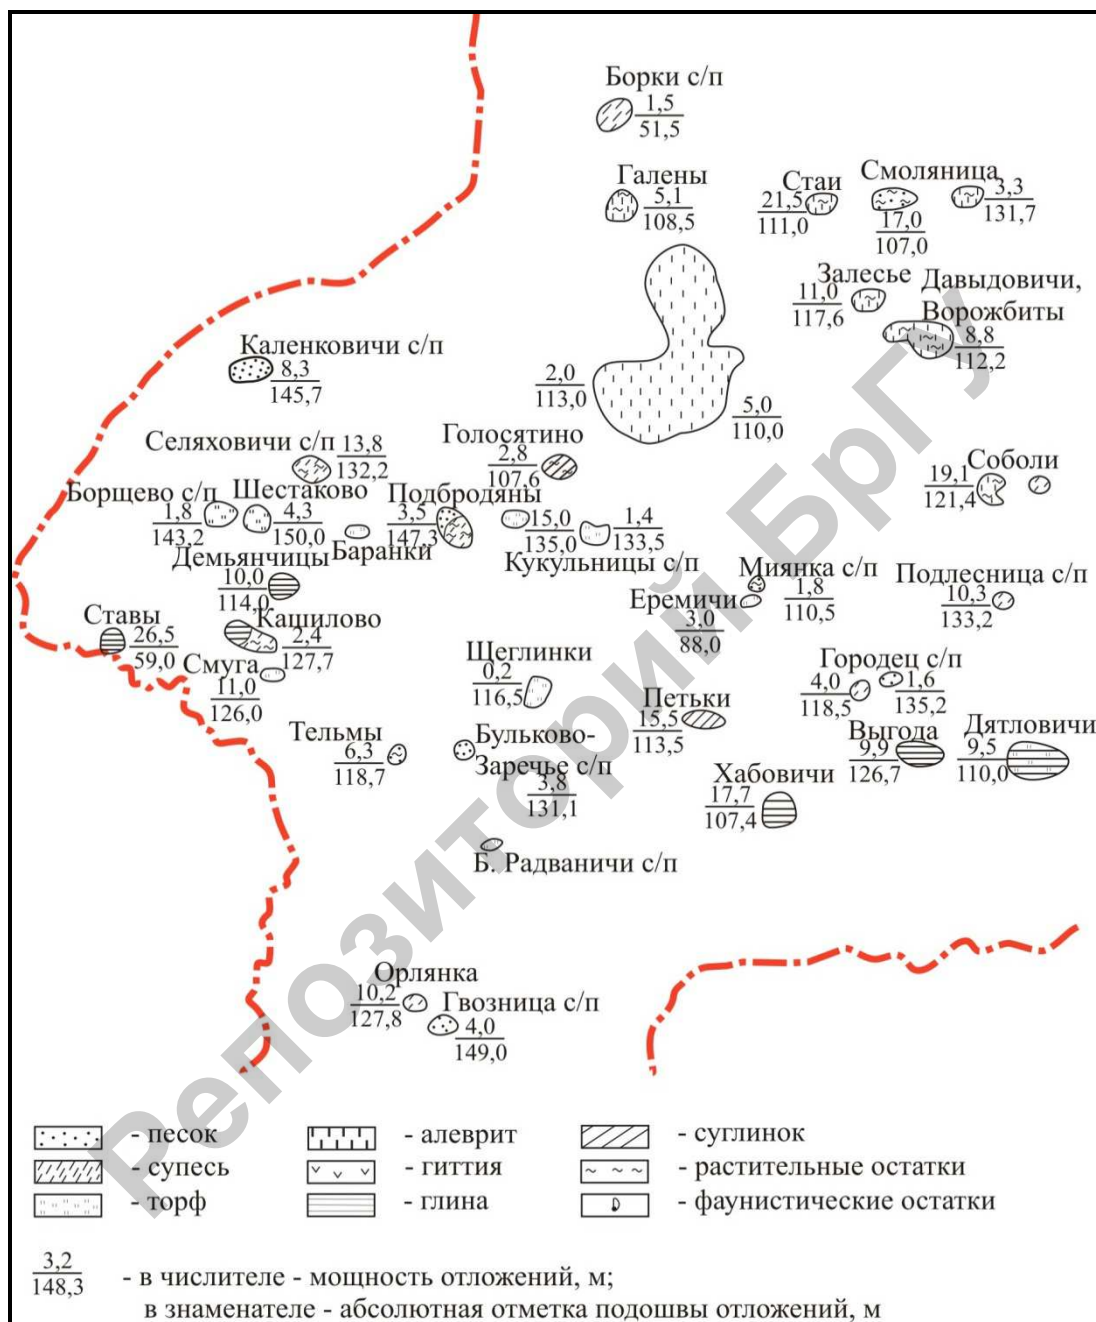 Борки с/п
1,5
51,5
Галены
5,1
108,5
Стаи
21,5
111,0
Смоляница
17,0
107,0
3,3
131,7
Залесье
11,0
117,6
Давыдовичи,
Ворожбиты
8,8
112,2
Каленковичи с/п
8,3
145,7
2,0
113,0
5,0
110,0
Селяховичи с/п
13,8
132,2
Голосятино
2,8
107,6
Соболи
19,1
121,4
Борщево с/п
1,8
143,2
Шестаково
4,3
150,0
Баранки
Подбродяны
3,5
147,3
15,0
135,0
1,4
133,5
Кукульницы с/п
Демьянчицы
10,0
114,0
Миянка с/п
1,8
110,5
Еремичи
3,0
88,0
Подлесница с/п
10,3
133,2
Ставы
26,5
59,0
Кашилово
2,4
127,7
Смуга
11,0
126,0
Щеглинки
0,2
116,5
Петьки
15,5
113,5
Городец с/п
4,0
118,5
1,6
135,2
Тельмы
6,3
118,7
Бульково-
Заречье с/п
3,8
131,1
Выгода
9,9
126,7
Дятловичи
9,5
110,0
Хабовичи
17,7
107,4
Б. Радваничи с/п
Орлянка
10,2
127,8
Гвозница с/п
4,0
149,0
Репозиторий БрГУ
- песок
- алеврит
- суглинок
- супесь
- гиттия
- растительные остатки
- торф
- глина
- фаунистические остатки
3,2
148,3
- в числителе - мощность отложений, м;
в знаменателе - абсолютная отметка подошвы отложений, м